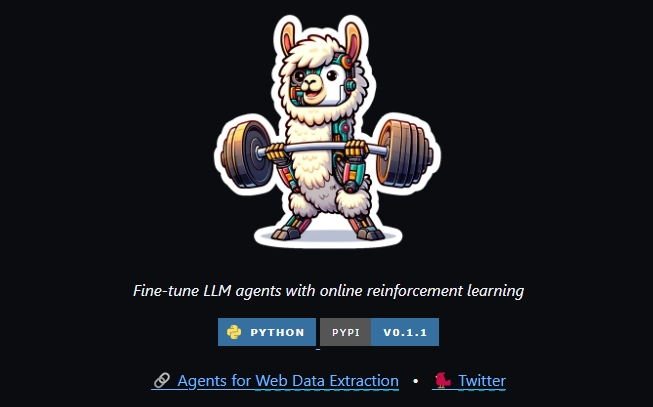 Fine-tune LLM agents with online reinforcement learning
PYTHON PYPI V0.1.1
Agents for Web Data Extraction • Twitter